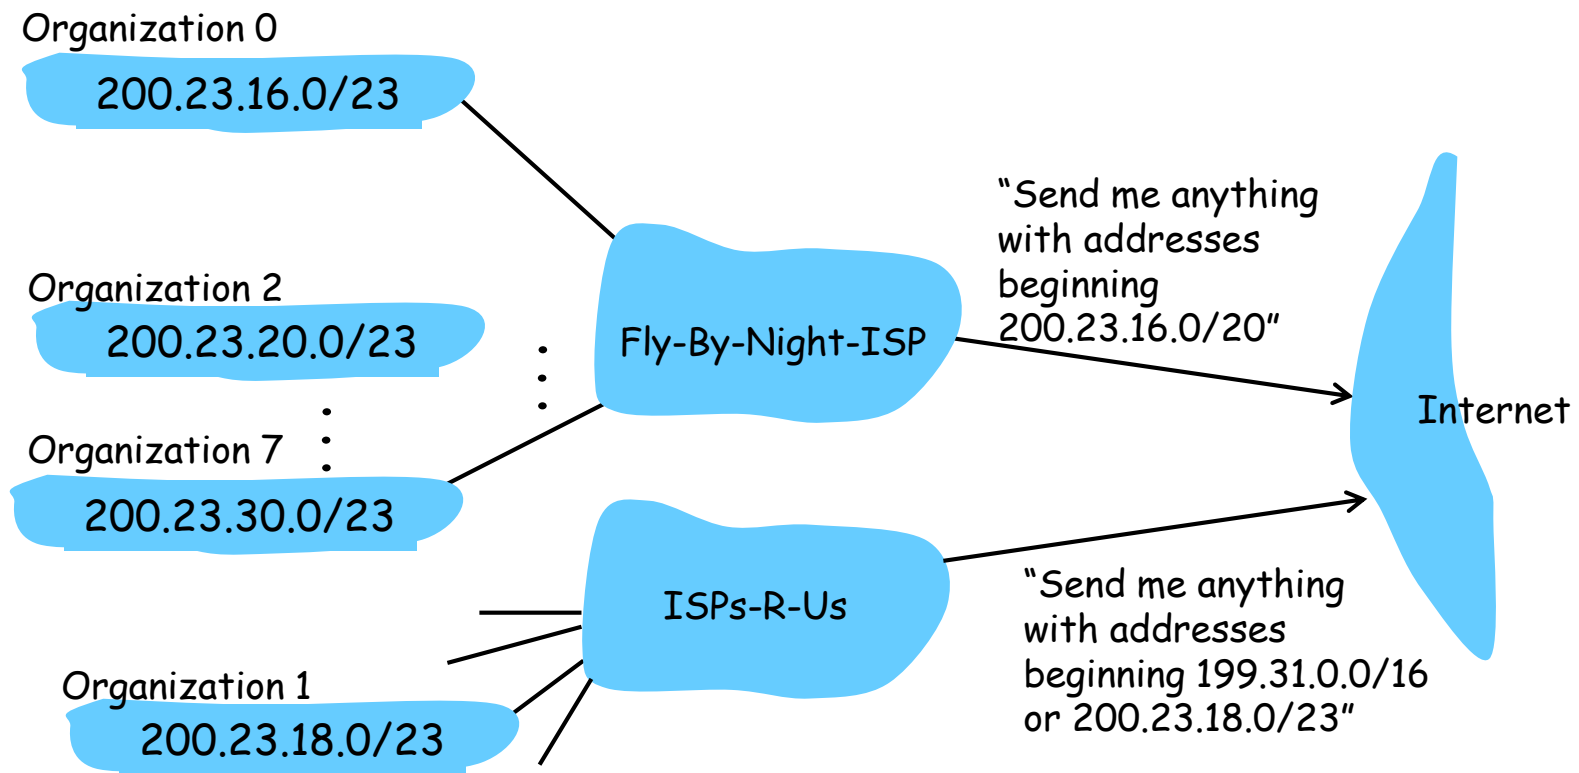 Organization 0
200.23.16.0/23
Organization 2
200.23.20.0/23
Organization 7
200.23.30.0/23
Fly-By-Night-ISP
“Send me anything
with addresses
beginning
200.23.16.0/20”
Internet
ISPs-R-Us
“Send me anything
with addresses
beginning 199.31.0.0/16
or 200.23.18.0/23”
Organization 1
200.23.18.0/23